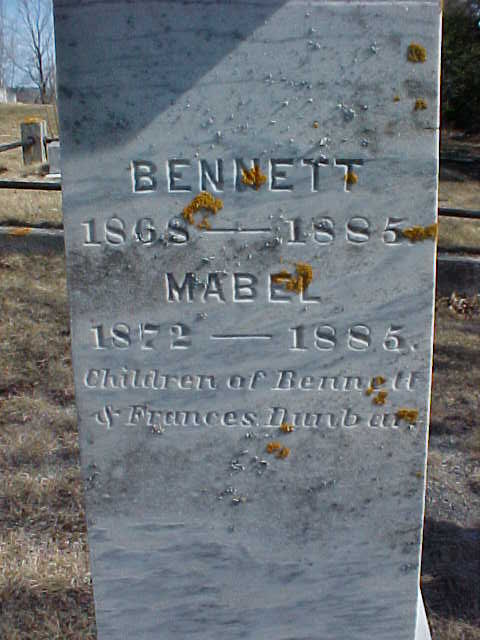 BENNETT
1868 — 1885.
MABEL
1872 — 1885.
Children of Bennett
& Frances Dunbar.